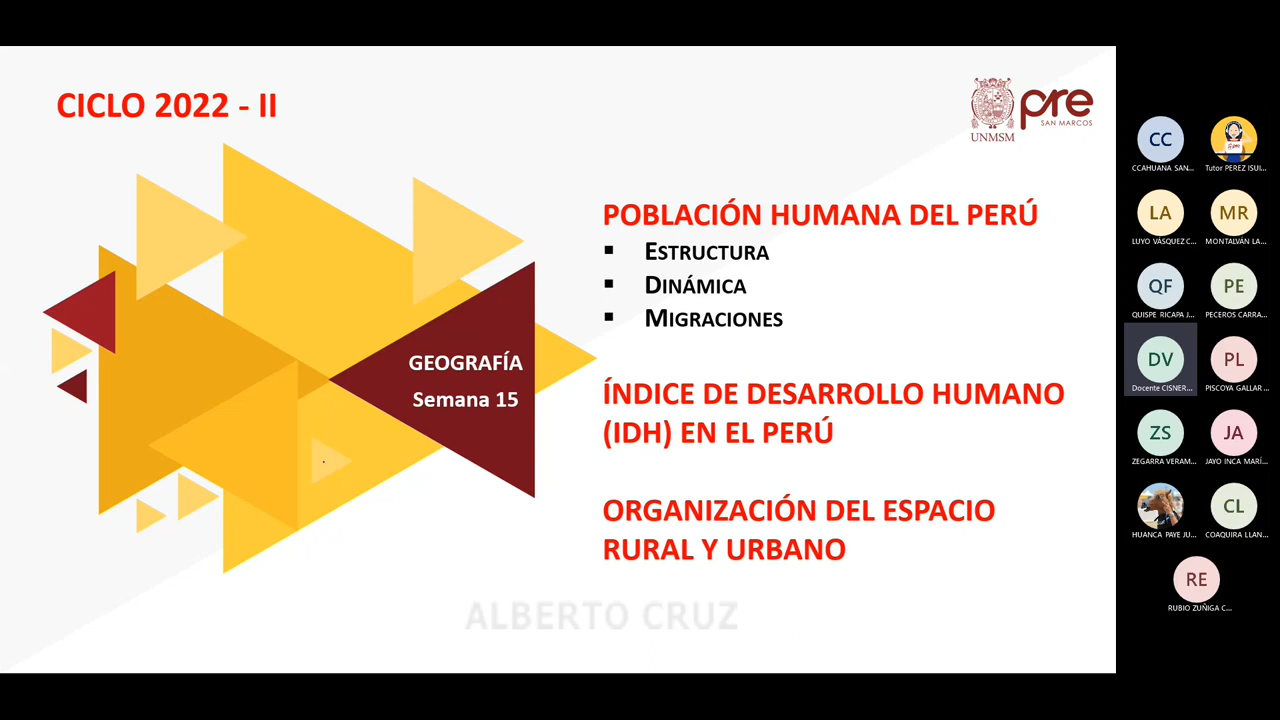 CICLO 2022 - II
UNMSM
pre
SAN MARCOS
POBLACIÓN HUMANA DEL PERÚ
▪ ESTRUCTURA
▪ DINÁMICA
▪ MIGRACIONES
GEOGRAFÍA
Semana 15
ÍNDICE DE DESARROLLO HUMANO
(IDH) EN EL PERÚ
ORGANIZACIÓN DEL ESPACIO
RURAL Y URBANO
ALBERTO CRUZ
CC
CCAHUANA SAN...
Tutor PEREZ ISUI...
LA
MR
LUYO VÁSQUEZ C...
MONTALVÁN LA...
QF
PE
QUISPE RICAPA J...
PECEROS CARRA...
DV
PL
Docente CISNER...
PISCOYA GALLAR ...
ZS
JA
ZEGARRA VERAM...
JAYO INCA MARÍ...
CL
HUANCA PAYE JU...
COAQUIRA LLAN...
RE
RUBIO ZUÑIGA C...